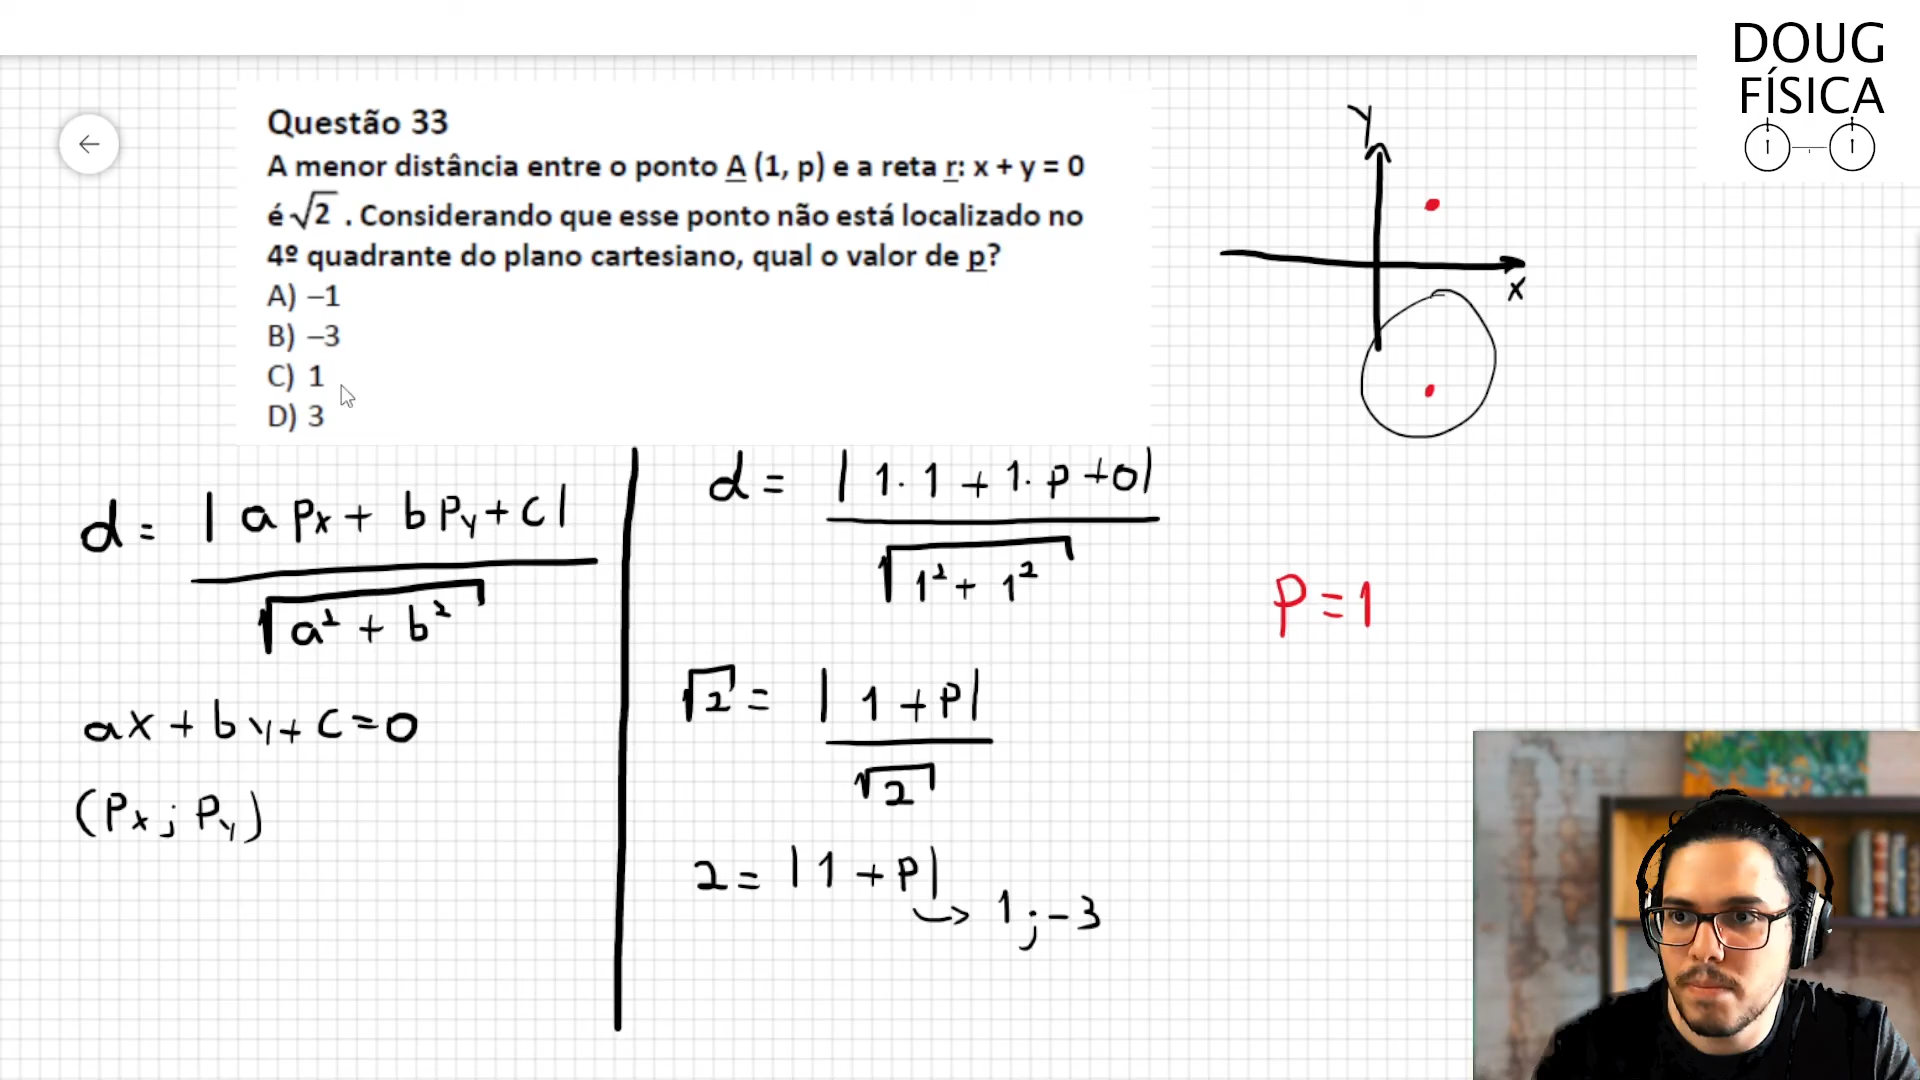 DOUG
FÍSICA
Questão 33
A menor distância entre o ponto A (1, p) e a reta r: x + y = 0
é √2 . Considerando que esse ponto não está localizado no
4º quadrante do plano cartesiano, qual o valor de p?
A) –1
B) –3
C) 1
D) 3
y
x
d = |a Px + b Py + c| / √(a² + b²)
ax + by + c = 0
(Px ; Py)
d = |1·1 + 1·p + 0| / √(1² + 1²)
√2 = |1 + p| / √2
2 = |1 + p|
→ 1 ; -3
P = 1